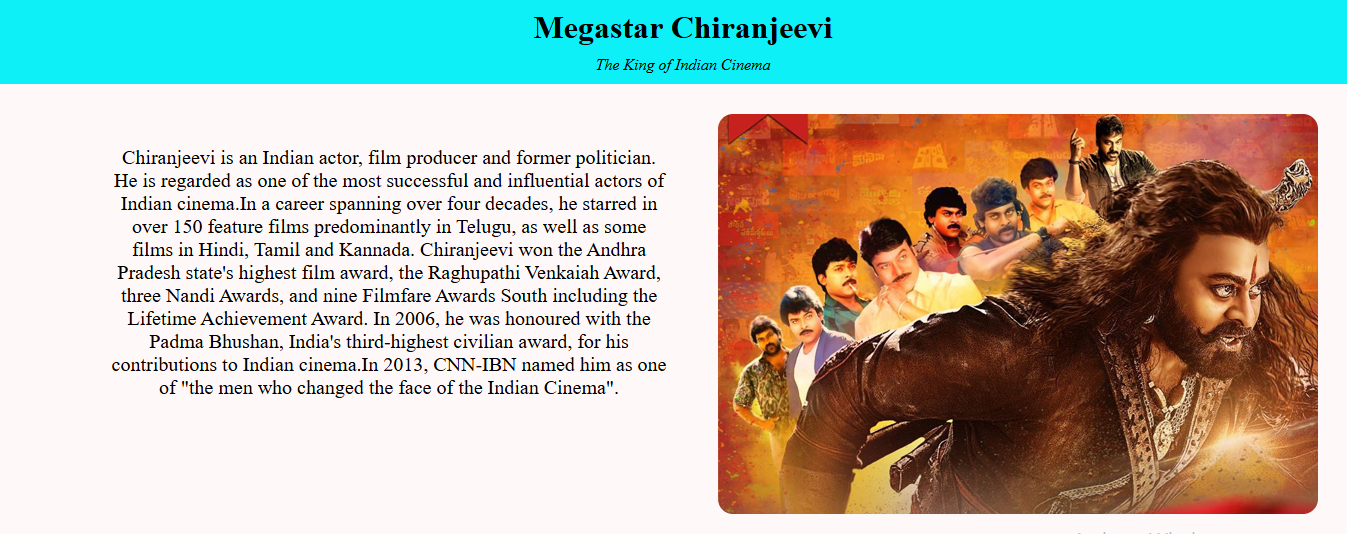 Megastar Chiranjeevi
The King of Indian Cinema
Chiranjeevi is an Indian actor, film producer and former politician.
He is regarded as one of the most successful and influential actors of
Indian cinema.In a career spanning over four decades, he starred in
over 150 feature films predominantly in Telugu, as well as some
films in Hindi, Tamil and Kannada. Chiranjeevi won the Andhra
Pradesh state's highest film award, the Raghupathi Venkaiah Award,
three Nandi Awards, and nine Filmfare Awards South including the
Lifetime Achievement Award. In 2006, he was honoured with the
Padma Bhushan, India's third-highest civilian award, for his
contributions to Indian cinema.In 2013, CNN-IBN named him as one
of "the men who changed the face of the Indian Cinema".